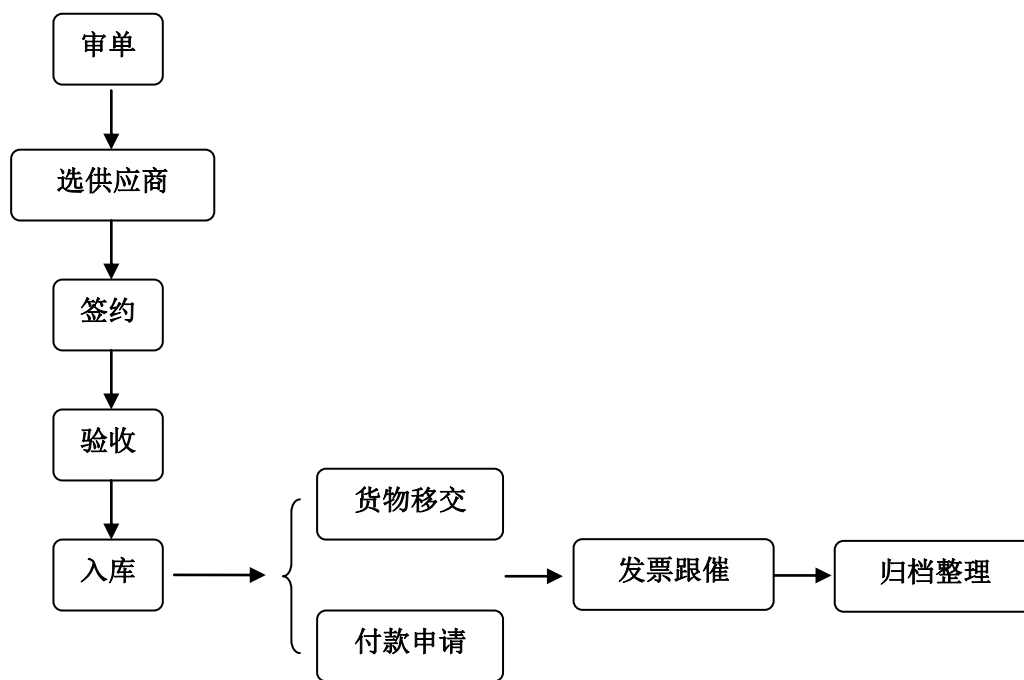 审单
选供应商
签约
验收
入库
货物移交
付款申请
发票跟催
归档整理